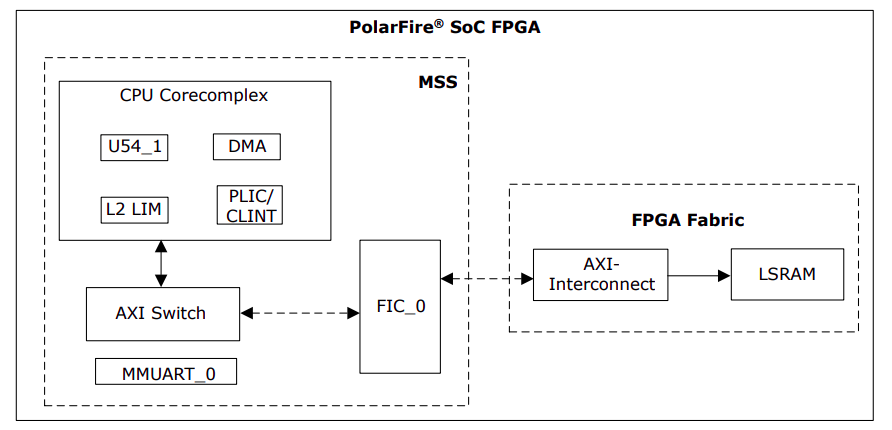 PolarFire® SoC FPGA
MSS
CPU Corecomplex
U54_1
DMA
L2 LIM
PLIC/
CLINT
FPGA Fabric
AXI-
Interconnect
LSRAM
FIC_0
AXI Switch
MMUART_0